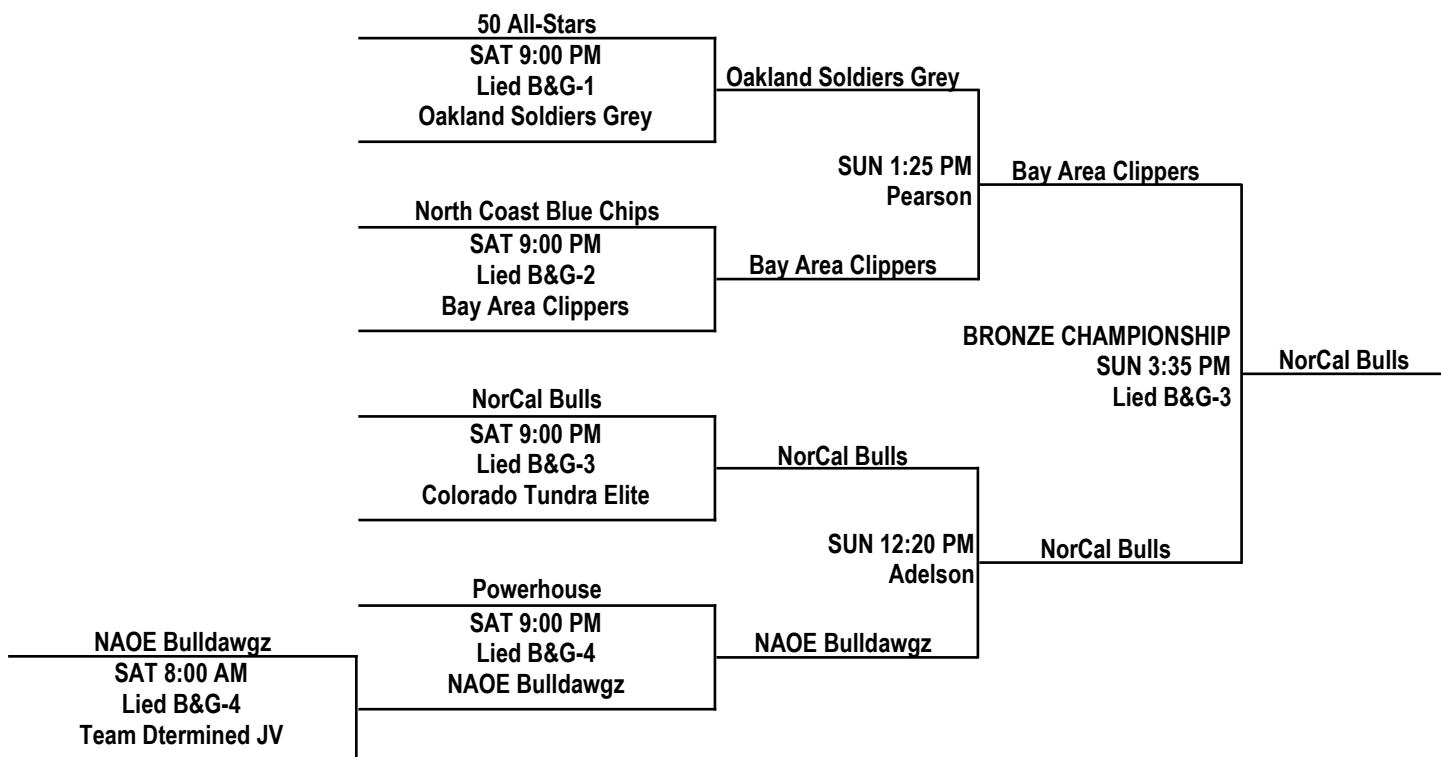 50 All-Stars
SAT 9:00 PM
Lied B&G-1
Oakland Soldiers Grey
Oakland Soldiers Grey
SUN 1:25 PM
Pearson
Bay Area Clippers
North Coast Blue Chips
SAT 9:00 PM
Lied B&G-2
Bay Area Clippers
Bay Area Clippers
BRONZE CHAMPIONSHIP
SUN 3:35 PM
Lied B&G-3
NorCal Bulls
NorCal Bulls
SAT 9:00 PM
Lied B&G-3
Colorado Tundra Elite
NorCal Bulls
SUN 12:20 PM
Adelson
NorCal Bulls
Powerhouse
SAT 9:00 PM
Lied B&G-4
NAOE Bulldawgz
NAOE Bulldawgz
NAOE Bulldawgz
SAT 8:00 AM
Lied B&G-4
Team Dtermined JV